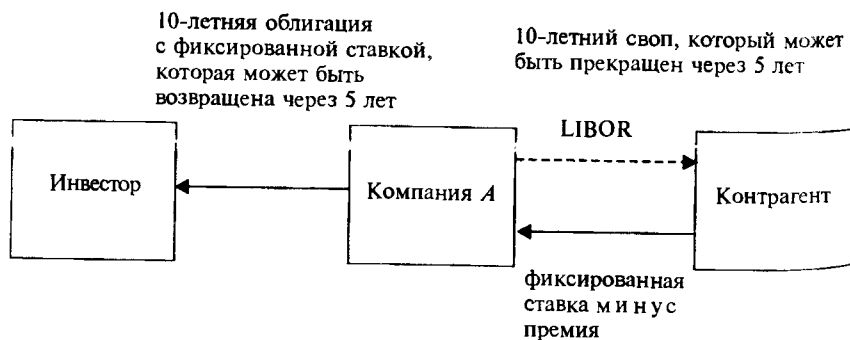 10-летняя облигация
с фиксированной ставкой,
которая может быть
возвращена через 5 лет
10-летний своп, который может
быть прекращен через 5 лет
LIBOR
Инвестор
Компания А
Контрагент
фиксированная
ставка минус
премия